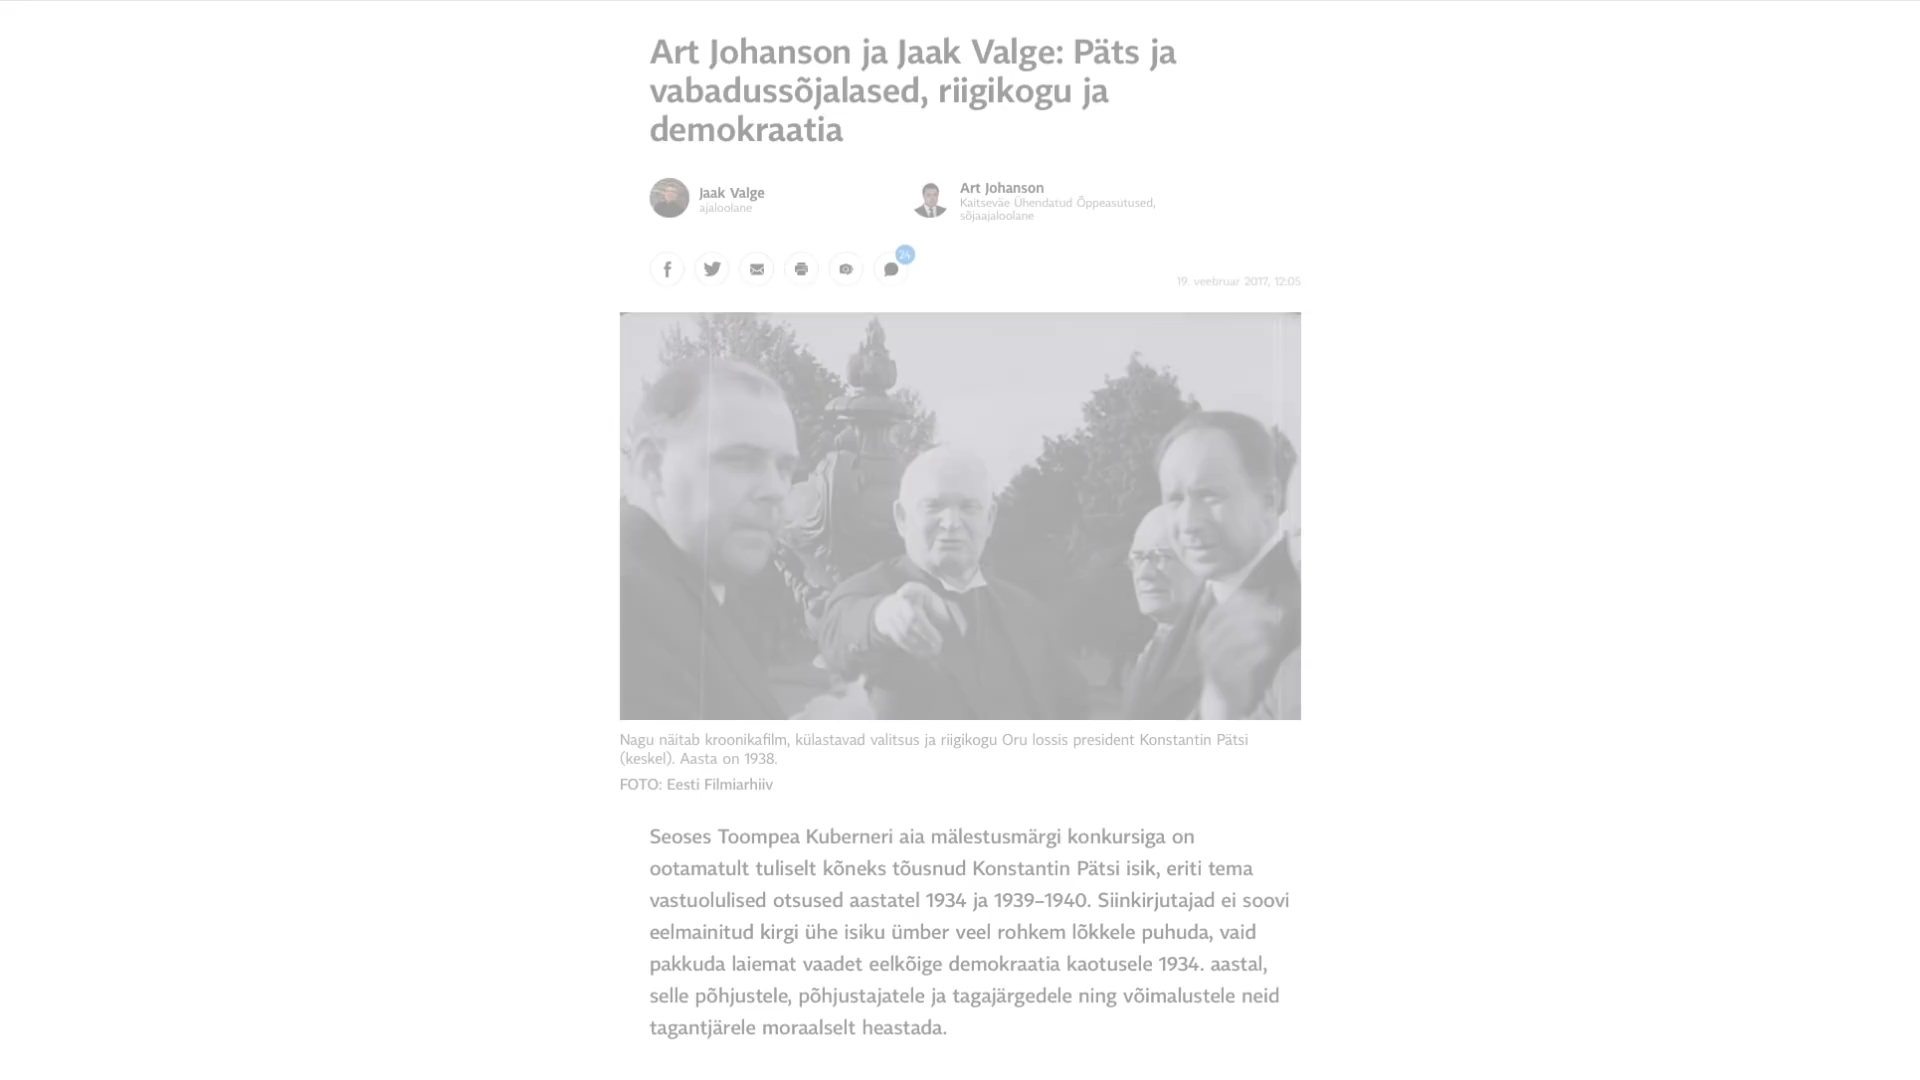 Art Johanson ja Jaak Valge: Päts ja
vabadussõjalased, riigikogu ja
demokraatia
Jaak Valge
ajaloolane
Art Johanson
Kaitseväe Ühendatud Õppeasutused,
sõjaajaloolane
24
19. veebruar 2017, 12:05
Nagu näitab kroonikafilm, külastavad valitsus ja riigikogu Oru lossis president Konstantin Pätsi
(keskel). Aasta on 1938.
FOTO: Eesti Filmiarhiiv
Seoses Toompea Kuberneri aia mälestusmärgi konkursiga on
ootamatult tuliselt kõneks tõusnud Konstantin Pätsi isik, eriti tema
vastuolulised otsused aastatel 1934 ja 1939–1940. Siinkirjutajad ei soovi
eelmainitud kirgi ühe isiku ümber veel rohkem lõkkele puhuda, vaid
pakkuda laiemat vaadet eelkõige demokraatia kaotusele 1934. aastal,
selle põhjustele, põhjustajatele ja tagajärgedele ning võimalustele neid
tagantjärele moraalselt heastada.